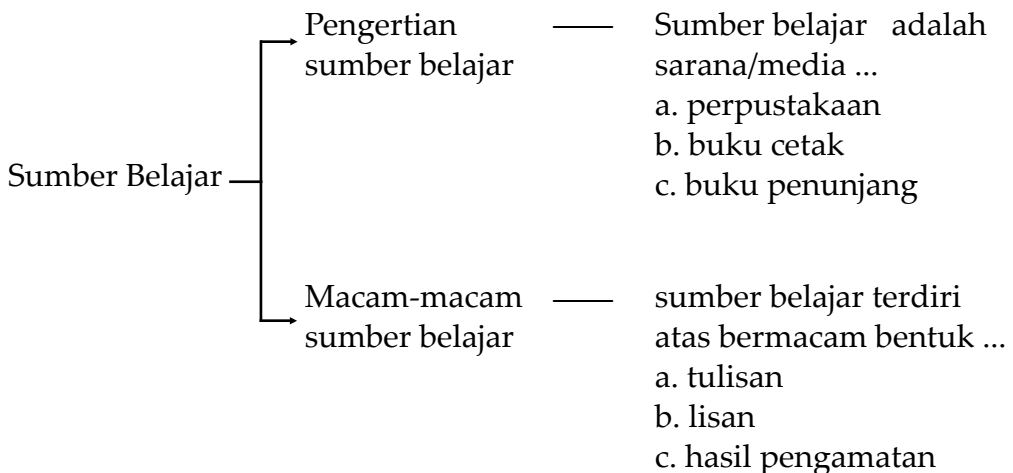 Sumber Belajar
Pengertian
sumber belajar
Sumber belajar adalah
sarana/media ...
a. perpustakaan
b. buku cetak
c. buku penunjang
Macam-macam
sumber belajar
sumber belajar terdiri
atas bermacam bentuk ...
a. tulisan
b. lisan
c. hasil pengamatan